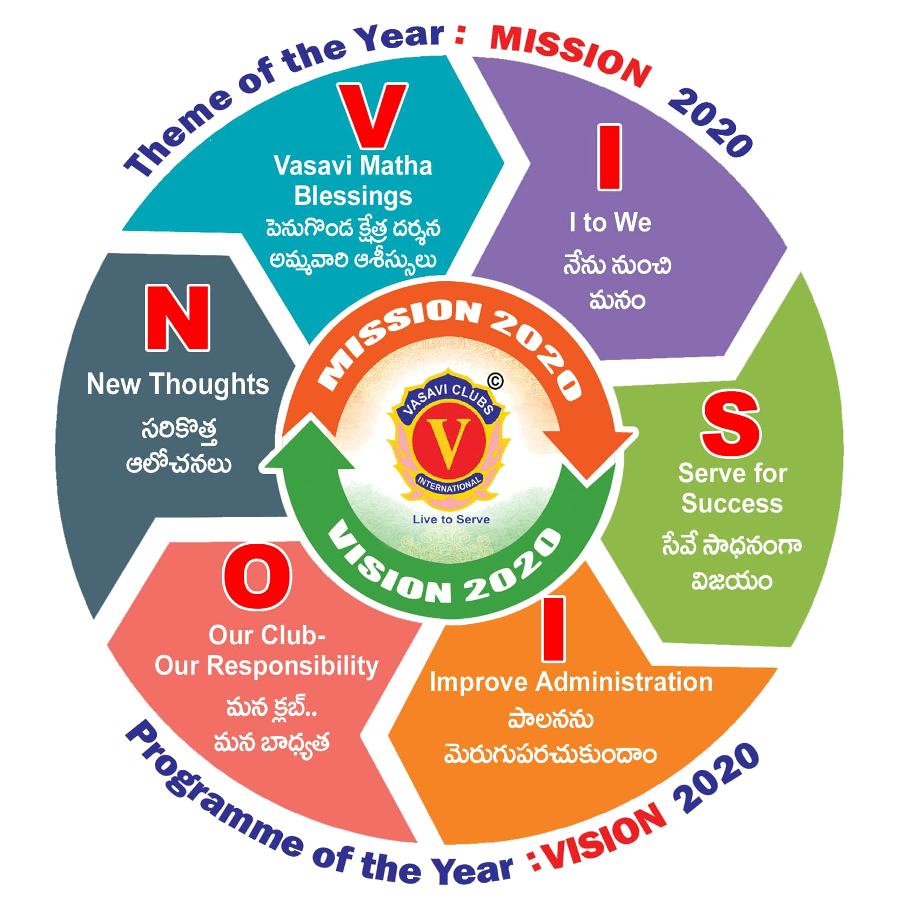 Theme of the Year : MISSION 2020
V
Vasavi Matha
Blessings
పెనుగొండ క్షేత్ర దర్శన
అమ్మవారి ఆశీస్సులు
I
I to We
నేను నుంచి
మనం
S
Serve for
Success
సేవే సాధనంగా
విజయం
I
Improve Administration
పాలనను
మెరుగుపరచుకుందాం
O
Our Club-
Our Responsibility
మన క్లబ్..
మన బాధ్యత
N
New Thoughts
సరికొత్త
ఆలోచనలు
MISSION 2020
©
VASAVI CLUBS
V
INTERNATIONAL
Live to Serve
VISION 2020
Programme of the Year :VISION 2020